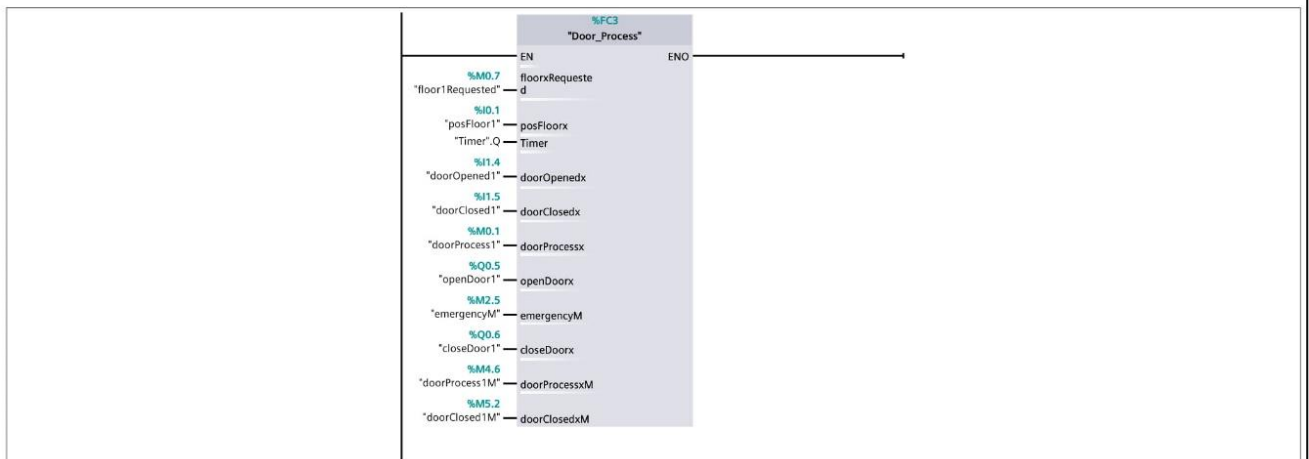 %FC3
"Door_Process"
EN ENO
%M0.7
"floor1Requested" floorxRequeste
d
%I0.1
"posFloor1" posFloorx
"Timer".Q Timer
%I1.4
"doorOpened1" doorOpenedx
%I1.5
"doorClosed1" doorClosedx
%M0.1
"doorProcess1" doorProcessx
%Q0.5
"openDoor1" openDoorx
%M2.5
"emergencyM" emergencyM
%Q0.6
"closeDoor1" closeDoorx
%M4.6
"doorProcess1M" doorProcessxM
%M5.2
"doorClosed1M" doorClosedxM